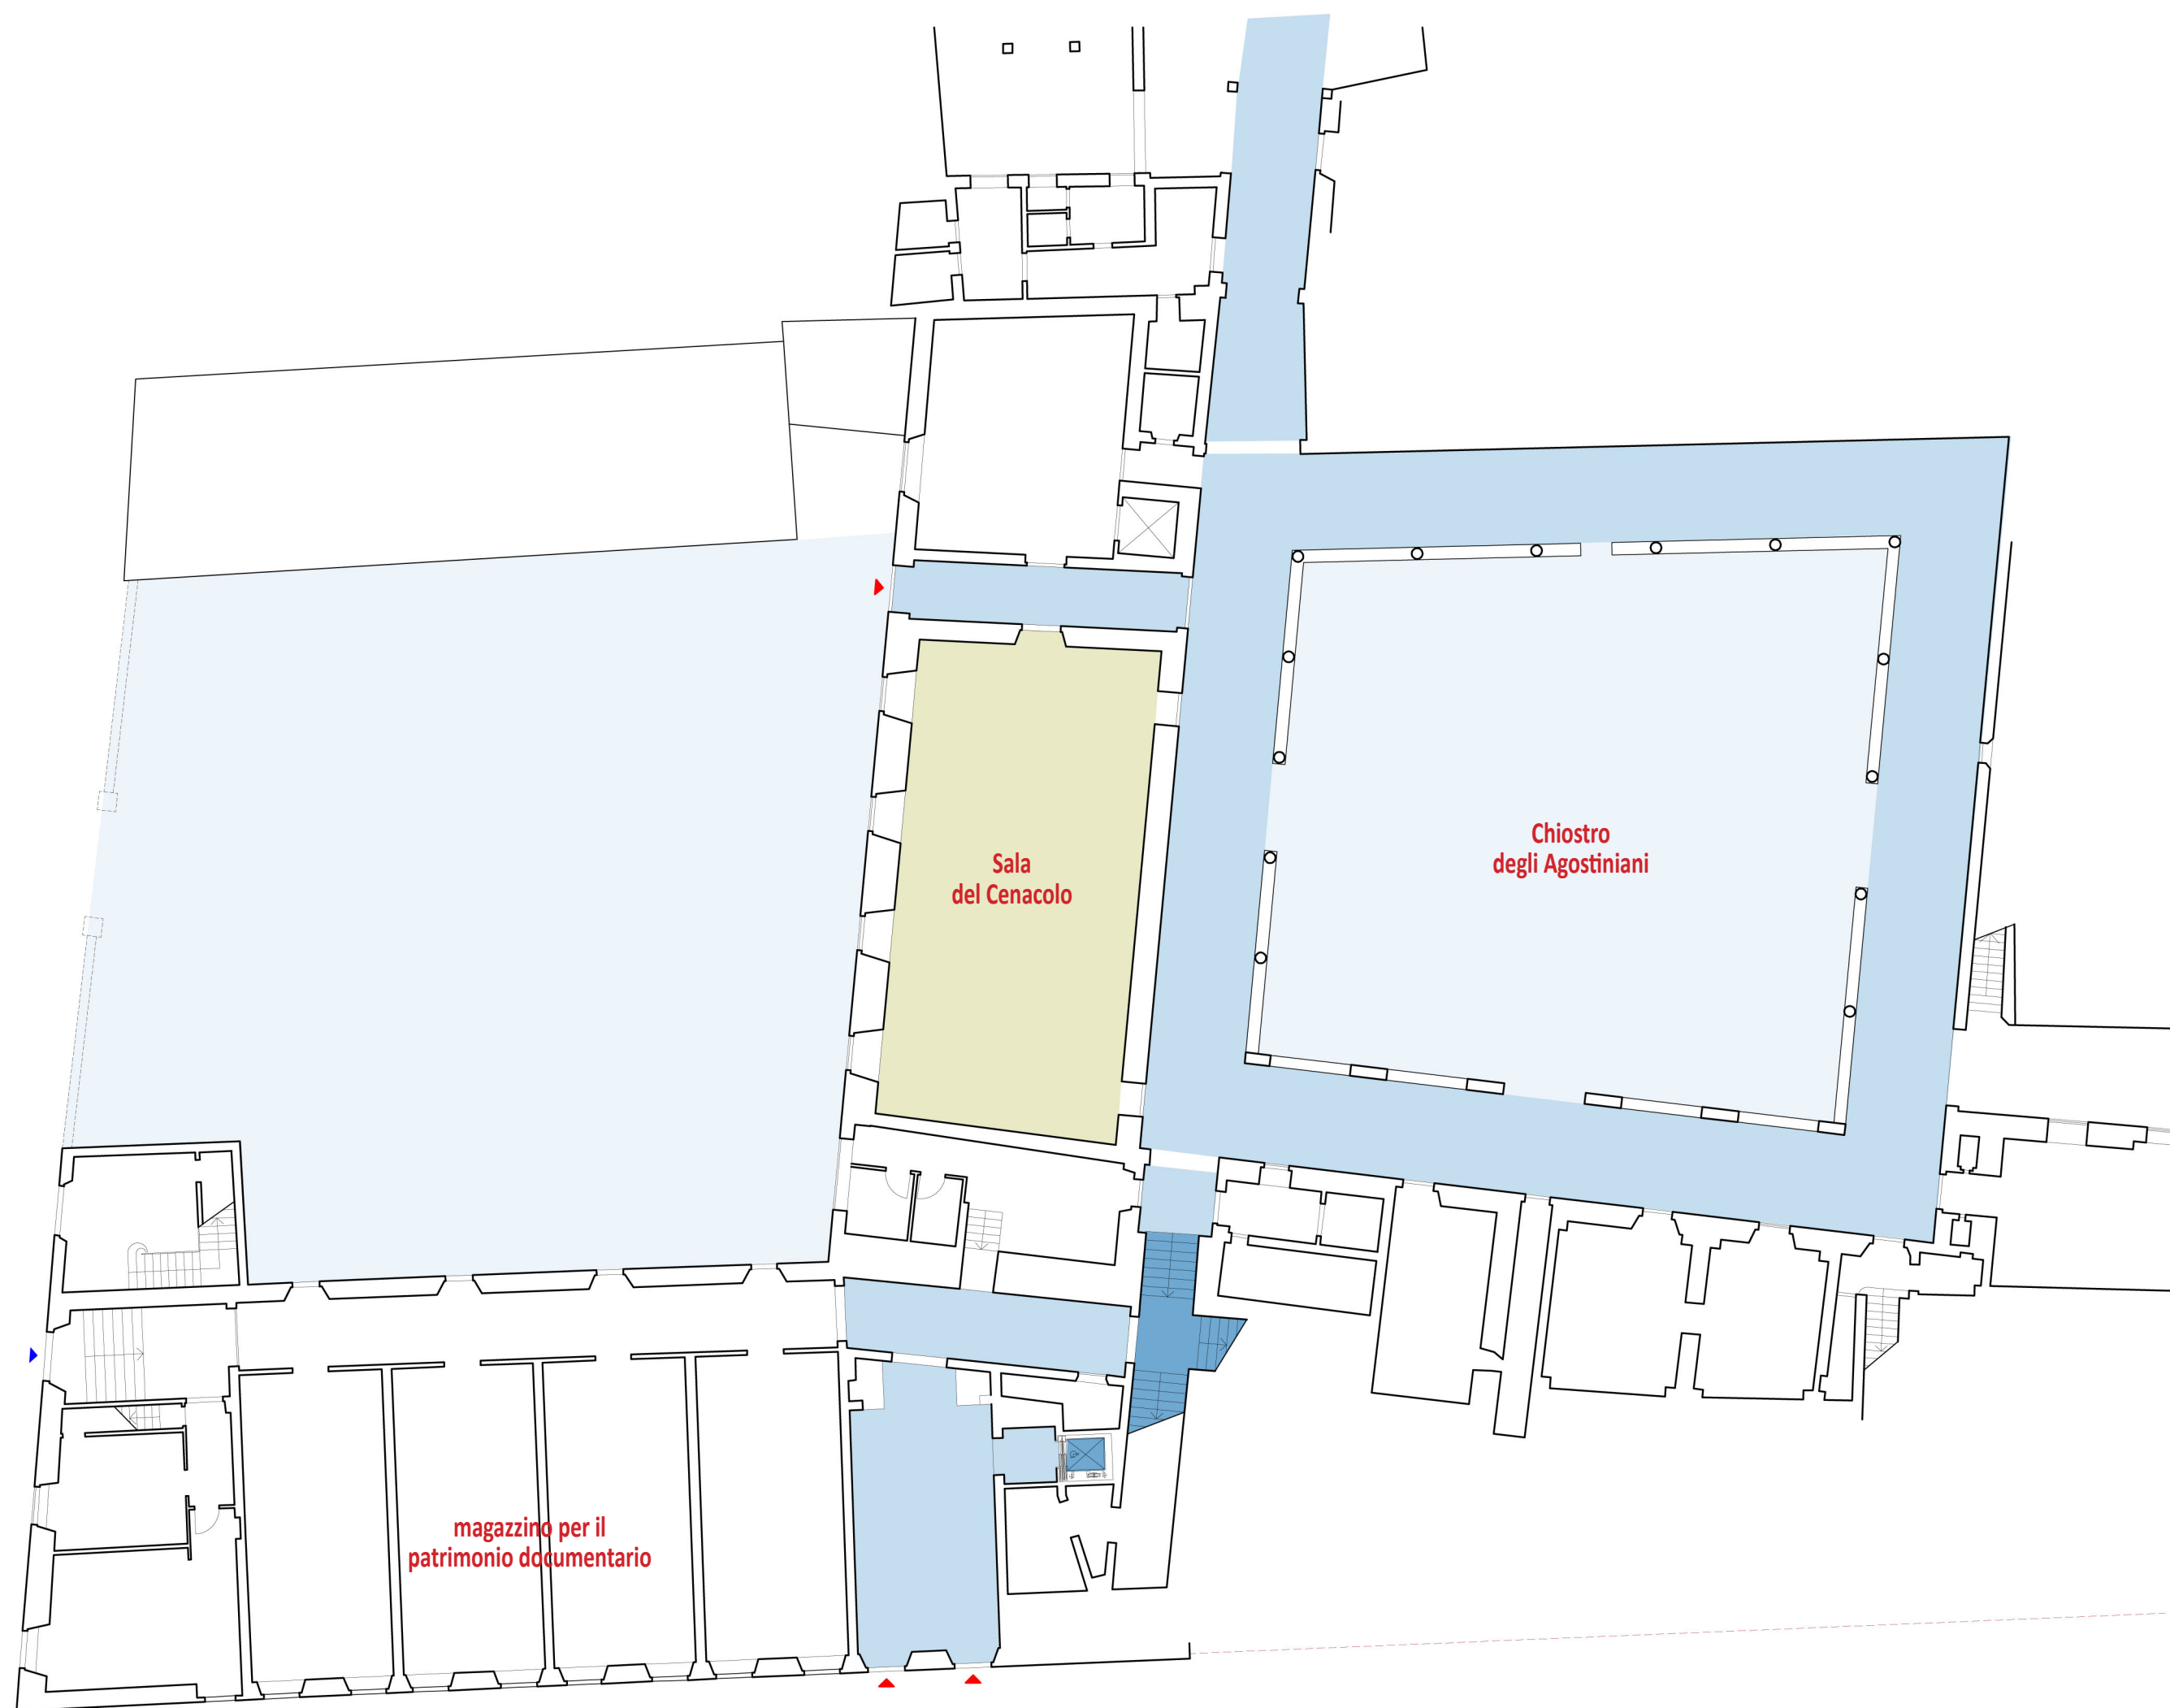 Chiostro
degli Agostiniani
Sala
del Cenacolo
magazzino per il
patrimonio documentario